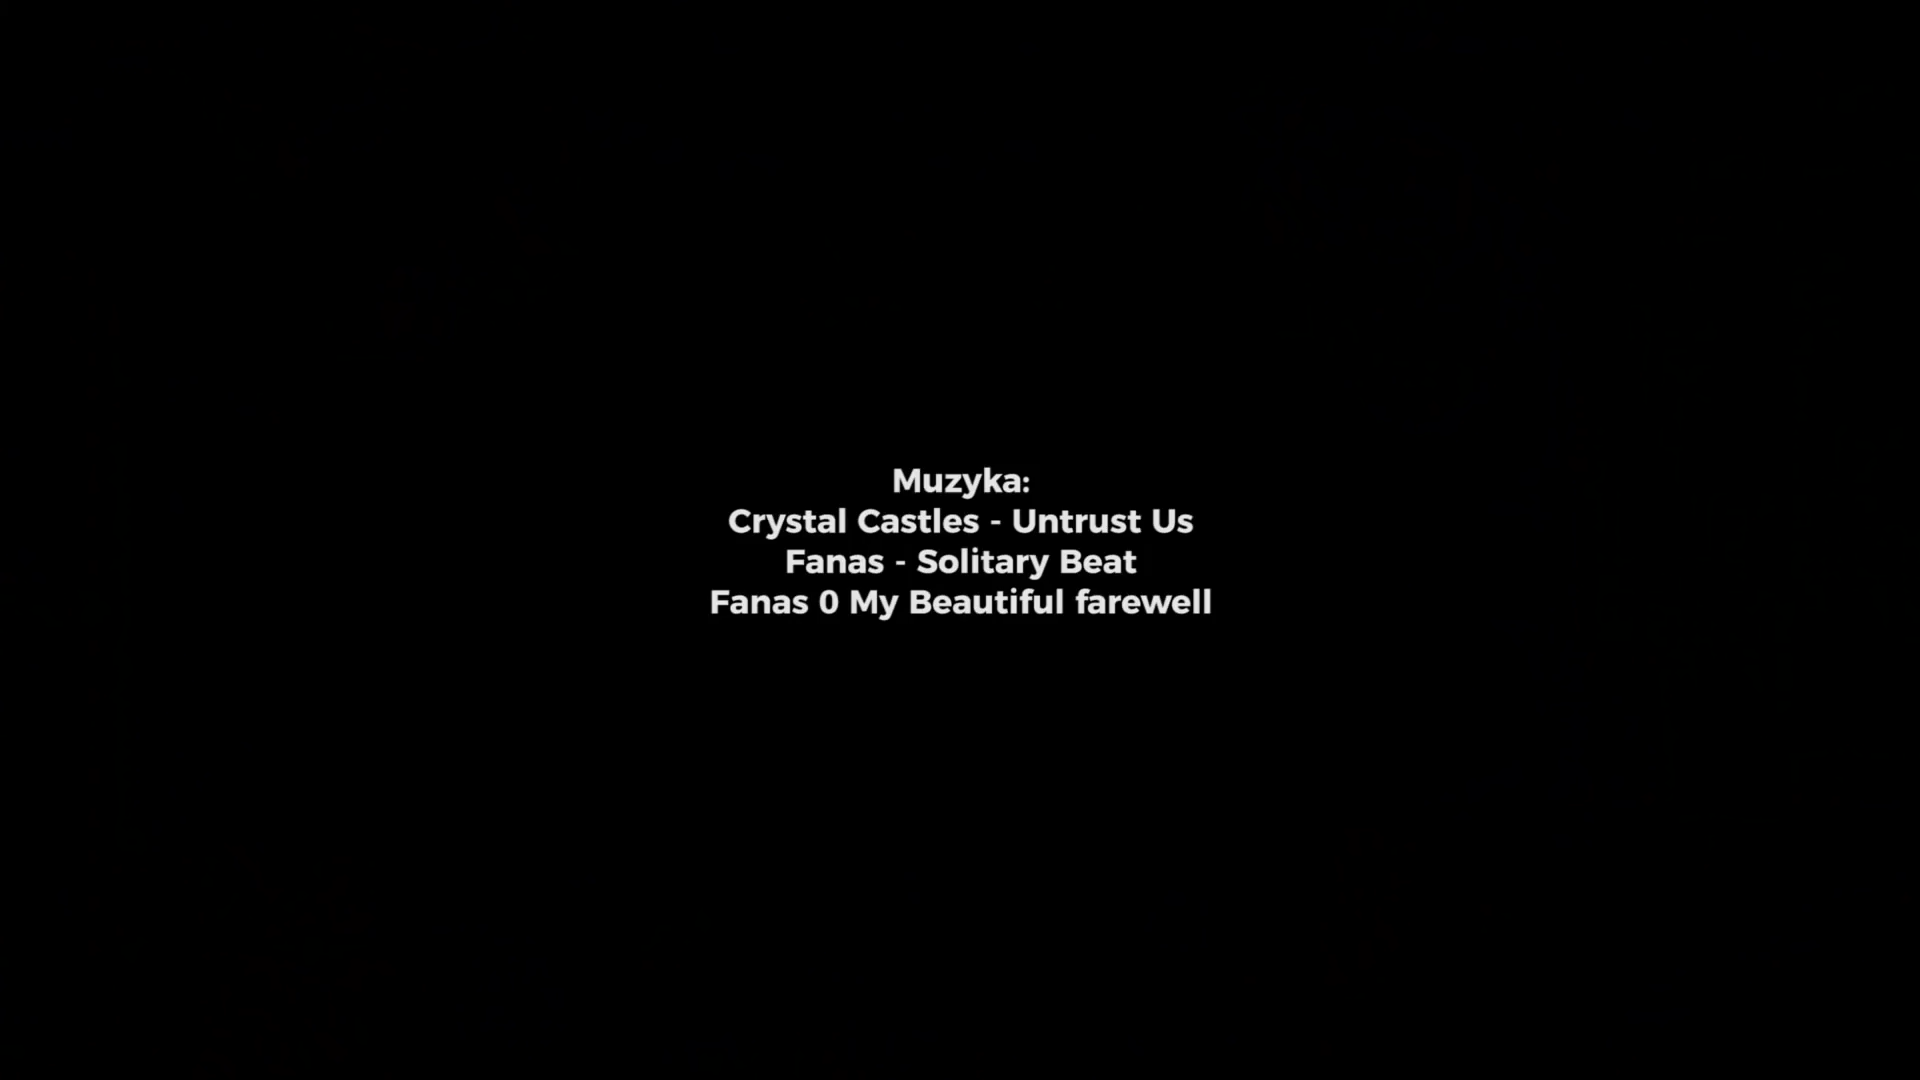 Muzyka:
Crystal Castles - Untrust Us
Fanas - Solitary Beat
Fanas 0 My Beautiful farewell